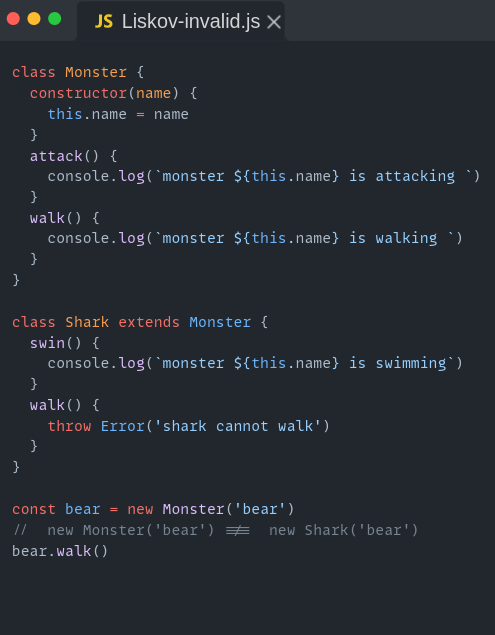 JS Liskov-invalid.js
class Monster {
  constructor(name) {
    this.name = name
  }
  attack() {
    console.log(`monster ${this.name} is attacking `)
  }
  walk() {
    console.log(`monster ${this.name} is walking `)
  }
}
class Shark extends Monster {
  swin() {
    console.log(`monster ${this.name} is swimming`)
  }
  walk() {
    throw Error('shark cannot walk')
  }
}
const bear = new Monster('bear')
//  new Monster('bear') !==  new Shark('bear')
bear.walk()